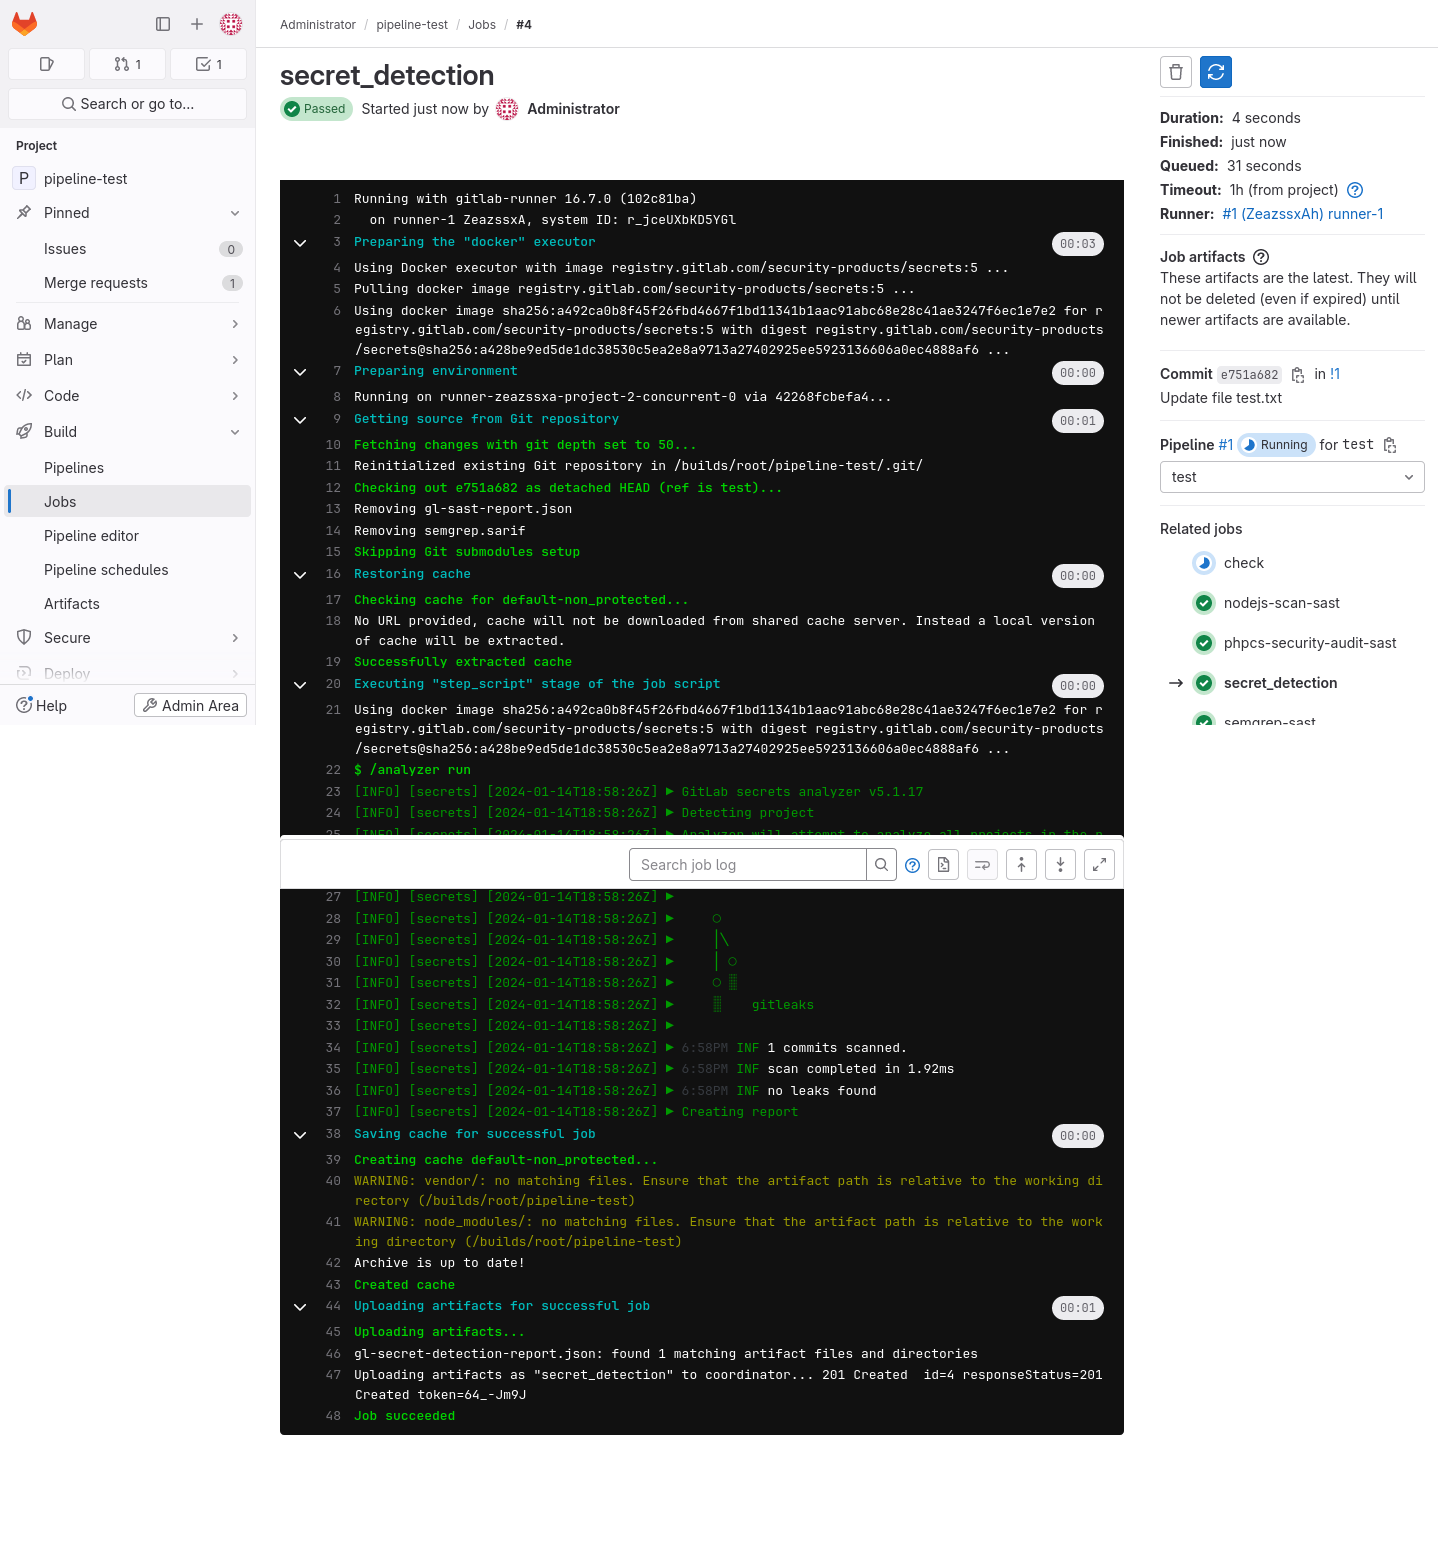 Administrator / pipeline-test / Jobs / #4
1
1
Search or go to...
Project
P pipeline-test
Pinned
Issues 0
Merge requests 1
Manage
Plan
Code
Build
Pipelines
Jobs
Pipeline editor
Pipeline schedules
Artifacts
Secure
Deploy
Help
Admin Area
secret_detection
Passed Started just now by Administrator
1 Running with gitlab-runner 16.7.0 (102c81ba)
2 on runner-1 ZeazssxA, system ID: r_jceUXbKD5YGl
3 Preparing the "docker" executor 00:03
4 Using Docker executor with image registry.gitlab.com/security-products/secrets:5 ...
5 Pulling docker image registry.gitlab.com/security-products/secrets:5 ...
6 Using docker image sha256:a492ca0b8f45f26fbd4667f1bd11341b1aac91abc68e28c41ae3247f6ec1e7e2 for r
egistry.gitlab.com/security-products/secrets:5 with digest registry.gitlab.com/security-products
/secrets@sha256:a428be9ed5de1dc38530c5ea2e8a9713a27402925ee5923136606a0ec4888af6 ...
7 Preparing environment 00:00
8 Running on runner-zeazssxa-project-2-concurrent-0 via 42268fcbefa4...
9 Getting source from Git repository 00:01
10 Fetching changes with git depth set to 50...
11 Reinitialized existing Git repository in /builds/root/pipeline-test/.git/
12 Checking out e751a682 as detached HEAD (ref is test)...
13 Removing gl-sast-report.json
14 Removing semgrep.sarif
15 Skipping Git submodules setup
16 Restoring cache 00:00
17 Checking cache for default-non_protected...
18 No URL provided, cache will not be downloaded from shared cache server. Instead a local version
of cache will be extracted.
19 Successfully extracted cache
20 Executing "step_script" stage of the job script 00:00
21 Using docker image sha256:a492ca0b8f45f26fbd4667f1bd11341b1aac91abc68e28c41ae3247f6ec1e7e2 for r
egistry.gitlab.com/security-products/secrets:5 with digest registry.gitlab.com/security-products
/secrets@sha256:a428be9ed5de1dc38530c5ea2e8a9713a27402925ee5923136606a0ec4888af6 ...
22 $ /analyzer run
23 [INFO] [secrets] [2024-01-14T18:58:26Z] ▶ GitLab secrets analyzer v5.1.17
24 [INFO] [secrets] [2024-01-14T18:58:26Z] ▶ Detecting project
25 [INFO] [secrets] [2024-01-14T18:58:26Z] ▶ Analyzer will attempt to analyze all projects in the r
Search job log
27 [INFO] [secrets] [2024-01-14T18:58:26Z] ▶
28 [INFO] [secrets] [2024-01-14T18:58:26Z] ▶ ○
29 [INFO] [secrets] [2024-01-14T18:58:26Z] ▶ │╲
30 [INFO] [secrets] [2024-01-14T18:58:26Z] ▶ │ ○
31 [INFO] [secrets] [2024-01-14T18:58:26Z] ▶ ○ ░
32 [INFO] [secrets] [2024-01-14T18:58:26Z] ▶ ░ gitleaks
33 [INFO] [secrets] [2024-01-14T18:58:26Z] ▶
34 [INFO] [secrets] [2024-01-14T18:58:26Z] ▶ 6:58PM INF 1 commits scanned.
35 [INFO] [secrets] [2024-01-14T18:58:26Z] ▶ 6:58PM INF scan completed in 1.92ms
36 [INFO] [secrets] [2024-01-14T18:58:26Z] ▶ 6:58PM INF no leaks found
37 [INFO] [secrets] [2024-01-14T18:58:26Z] ▶ Creating report
38 Saving cache for successful job 00:00
39 Creating cache default-non_protected...
40 WARNING: vendor/: no matching files. Ensure that the artifact path is relative to the working di
rectory (/builds/root/pipeline-test)
41 WARNING: node_modules/: no matching files. Ensure that the artifact path is relative to the work
ing directory (/builds/root/pipeline-test)
42 Archive is up to date!
43 Created cache
44 Uploading artifacts for successful job 00:01
45 Uploading artifacts...
46 gl-secret-detection-report.json: found 1 matching artifact files and directories
47 Uploading artifacts as "secret_detection" to coordinator... 201 Created  id=4 responseStatus=201
Created token=64_-Jm9J
48 Job succeeded
Duration: 4 seconds
Finished: just now
Queued: 31 seconds
Timeout: 1h (from project)
Runner: #1 (ZeazssxAh) runner-1
Job artifacts
These artifacts are the latest. They will
not be deleted (even if expired) until
newer artifacts are available.
Commit e751a682 in !1
Update file test.txt
Pipeline #1 Running for test
test
Related jobs
check
nodejs-scan-sast
phpcs-security-audit-sast
secret_detection
semgrep-sast